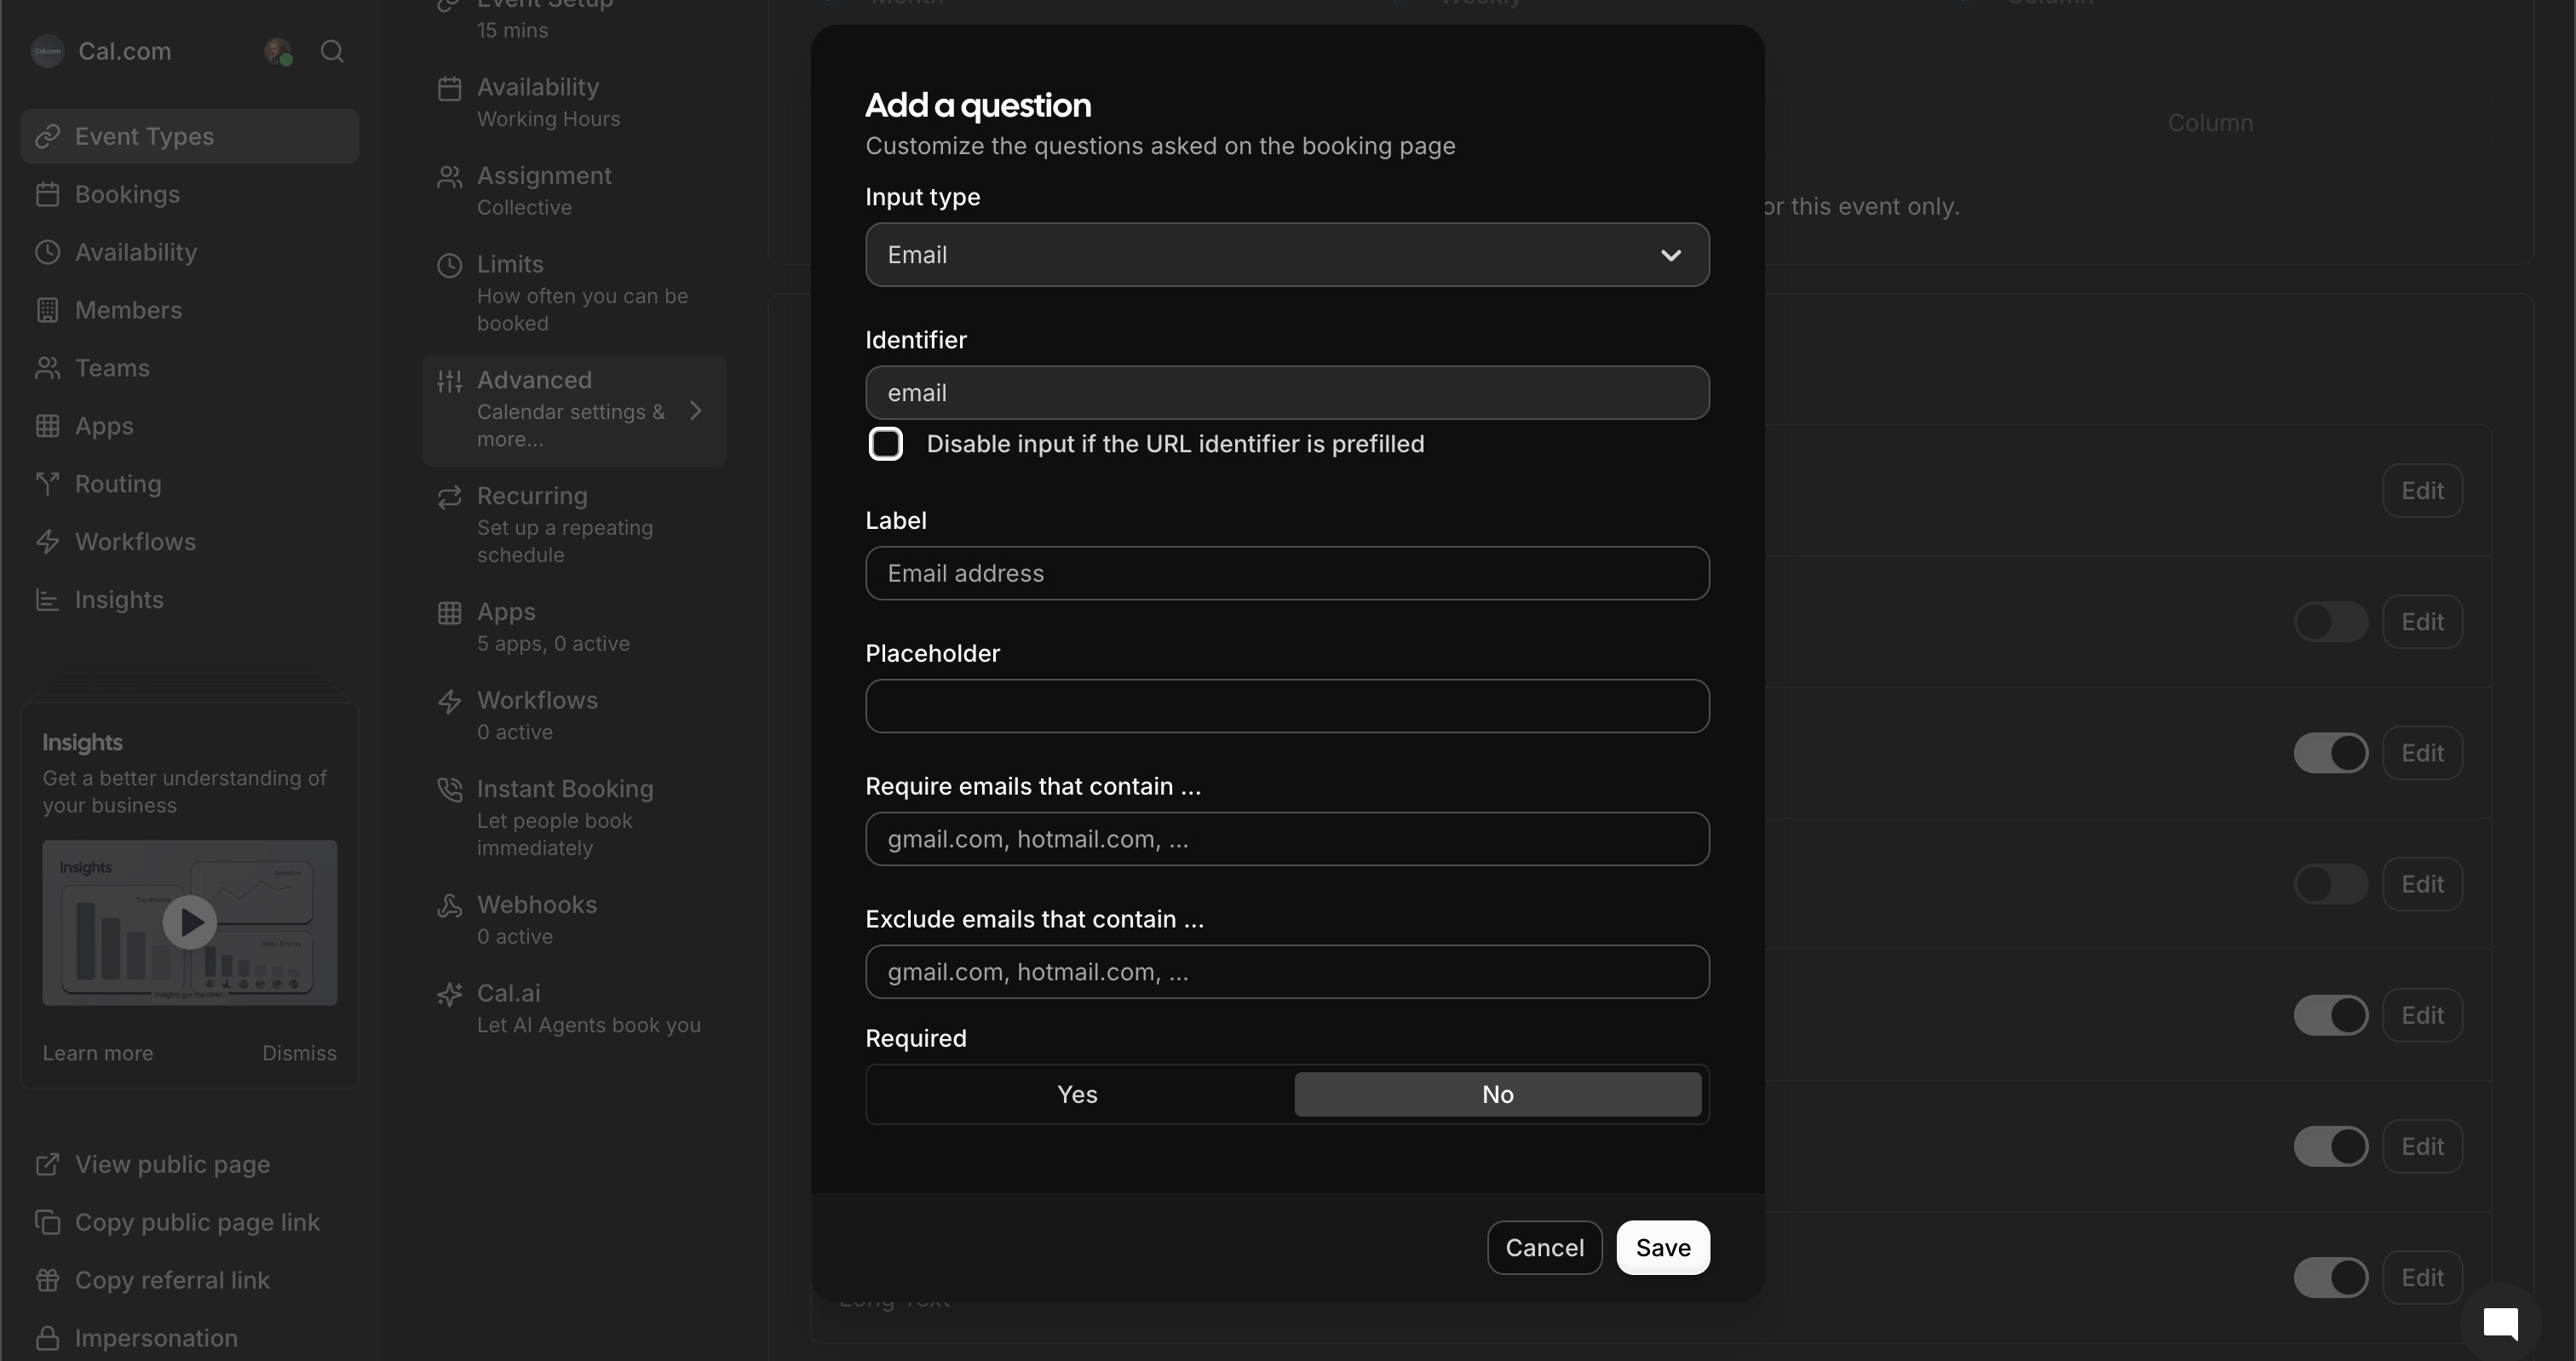 Cal.com
Event Types
Bookings
Availability
Members
Teams
Apps
Routing
Workflows
Insights
Insights
Get a better understanding of
your business
Insights
Learn more
Dismiss
View public page
Copy public page link
Copy referral link
Impersonation
Event Setup
15 mins
Availability
Working Hours
Assignment
Collective
Limits
How often you can be
booked
Advanced
Calendar settings &
more...
Recurring
Set up a repeating
schedule
Apps
5 apps, 0 active
Workflows
0 active
Instant Booking
Let people book
immediately
Webhooks
0 active
Cal.ai
Let AI Agents book you
Month
Weekly
Column
Column
or this event only.
Add a question
Customize the questions asked on the booking page
Input type
Email
Identifier
email
Disable input if the URL identifier is prefilled
Label
Email address
Placeholder
Require emails that contain ...
gmail.com, hotmail.com, ...
Exclude emails that contain ...
gmail.com, hotmail.com, ...
Required
Yes
No
Cancel
Save
Edit
Edit
Edit
Edit
Edit
Edit
Edit
Long Text